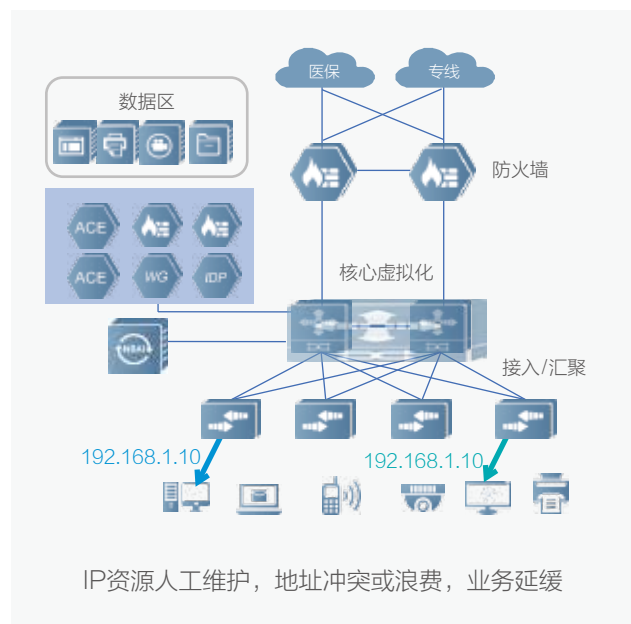 医保
专线
数据区
防火墙
ACE
ACE
WG
IDP
核心虚拟化
接入/汇聚
192.168.1.10
192.168.1.10
IP资源人工维护，地址冲突或浪费，业务延缓